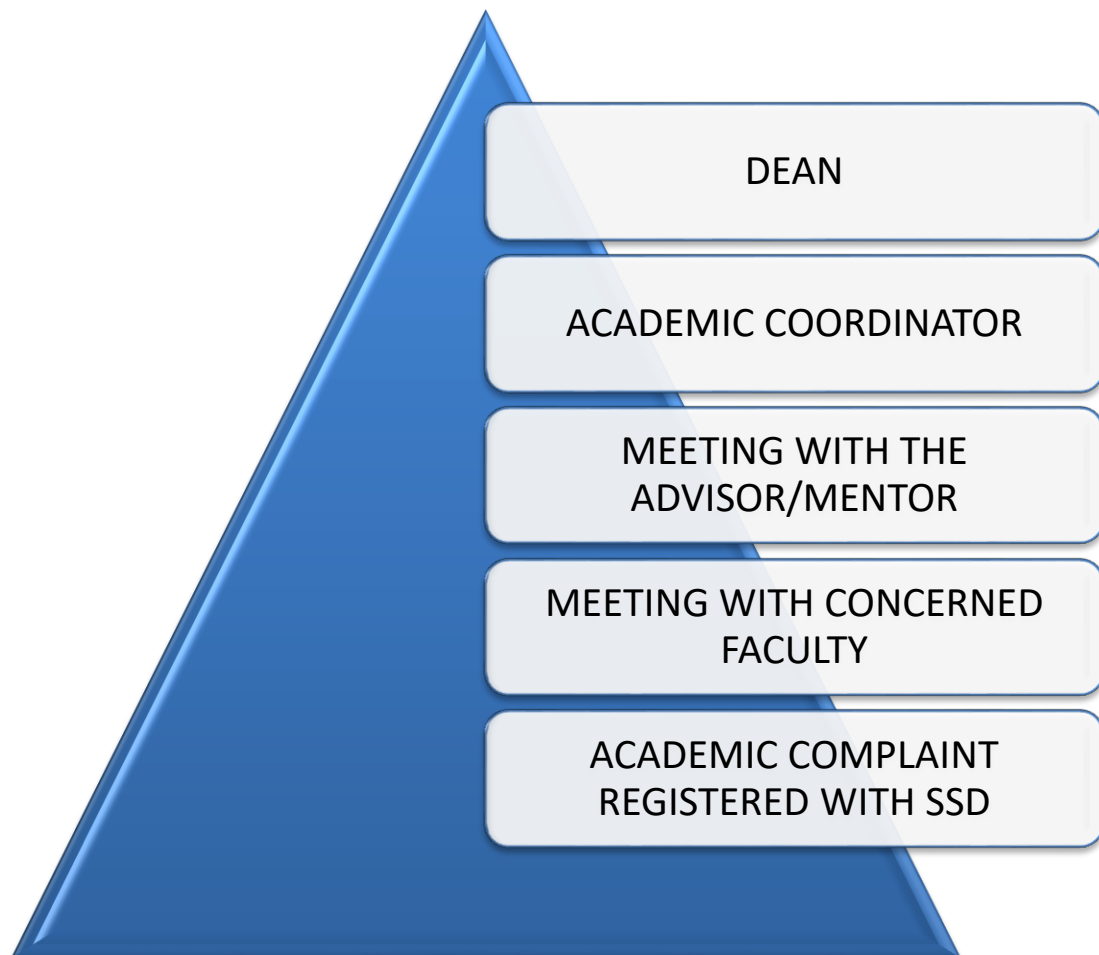 DEAN
ACADEMIC COORDINATOR
MEETING WITH THE
ADVISOR/MENTOR
MEETING WITH CONCERNED
FACULTY
ACADEMIC COMPLAINT
REGISTERED WITH SSD